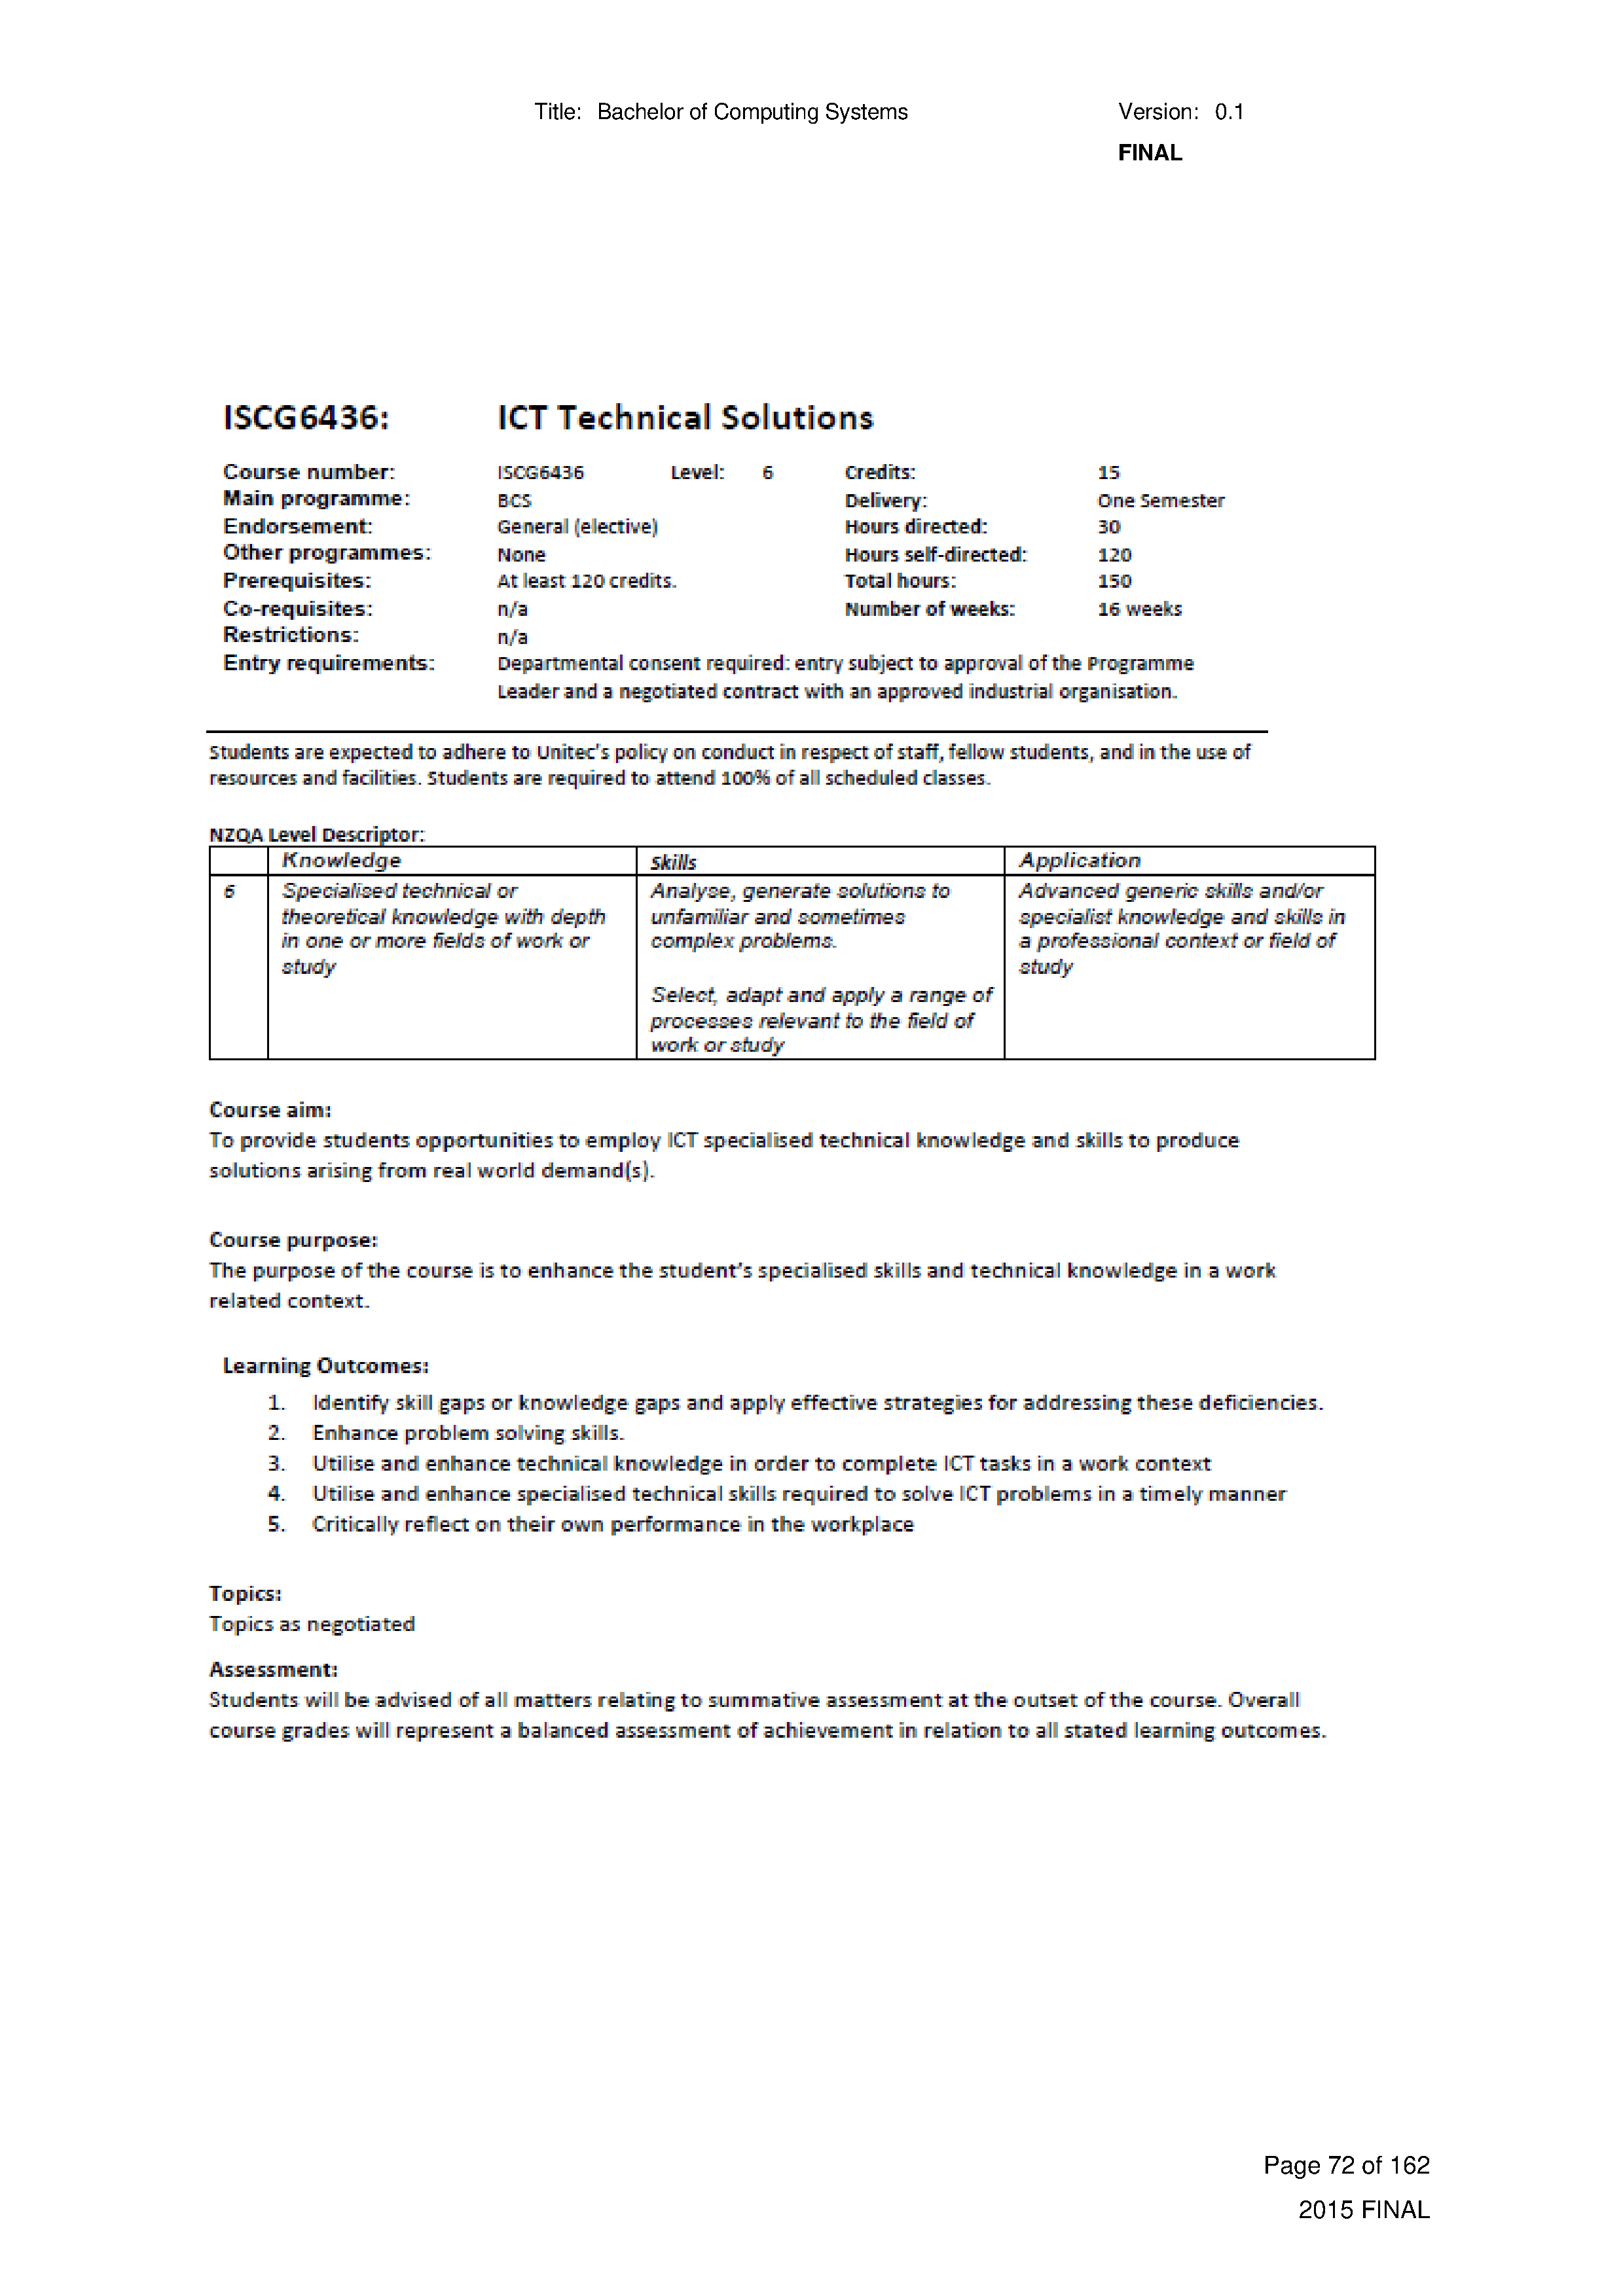 Title: Bachelor of Computing Systems Version: 0.1
FINAL
ISCG6436: ICT Technical Solutions
Course number: ISCG6436 Level: 6 Credits: 15
Main programme: BCS Delivery: One Semester
Endorsement: General (elective) Hours directed: 30
Other programmes: None Hours self-directed: 120
Prerequisites: At least 120 credits. Total hours: 150
Co-requisites: n/a Number of weeks: 16 weeks
Restrictions: n/a
Entry requirements: Departmental consent required: entry subject to approval of the Programme
Leader and a negotiated contract with an approved industrial organisation.
Students are expected to adhere to Unitec's policy on conduct in respect of staff, fellow students, and in the use of
resources and facilities. Students are required to attend 100% of all scheduled classes.
NZQA Level Descriptor:
Knowledge Skills Application
6 Specialised technical or Analyse, generate solutions to Advanced generic skills and/or
theoretical knowledge with depth unfamiliar and sometimes specialist knowledge and skills in
in one or more fields of work or complex problems. a professional context or field of
study study
Select, adapt and apply a range of
processes relevant to the field of
work or study
Course aim:
To provide students opportunities to employ ICT specialised technical knowledge and skills to produce
solutions arising from real world demand(s).
Course purpose:
The purpose of the course is to enhance the student's specialised skills and technical knowledge in a work
related context.
Learning Outcomes:
1. Identify skill gaps or knowledge gaps and apply effective strategies for addressing these deficiencies.
2. Enhance problem solving skills.
3. Utilise and enhance technical knowledge in order to complete ICT tasks in a work context
4. Utilise and enhance specialised technical skills required to solve ICT problems in a timely manner
5. Critically reflect on their own performance in the workplace
Topics:
Topics as negotiated
Assessment:
Students will be advised of all matters relating to summative assessment at the outset of the course. Overall
course grades will represent a balanced assessment of achievement in relation to all stated learning outcomes.
Page 72 of 162
2015 FINAL